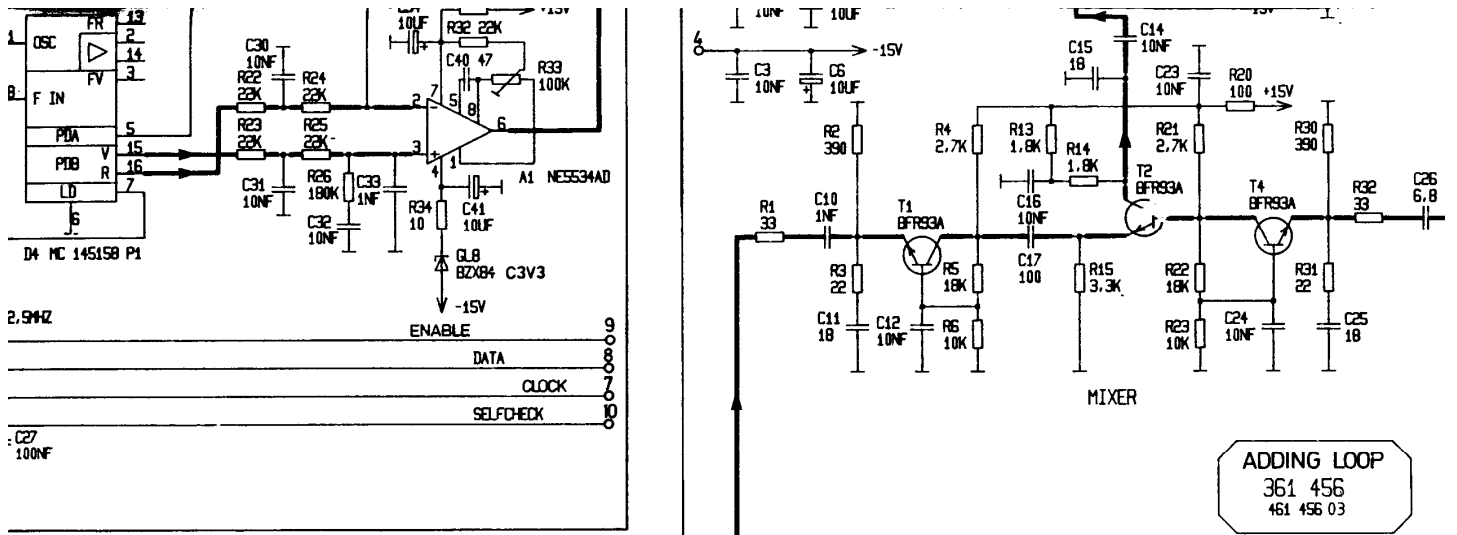 FR
13
2
14
FV
3
OSC
1
F IN
8
PDA
5
PDB
V
15
R
16
LD
7
6
D4 MC 145158 P1
C30
10NF
R22
22K
R24
22K
R23
22K
R25
22K
C31
10NF
R26
180K
C32
10NF
C33
1NF
10UF
R32 22K
+15V
C40 47
R33
100K
7
5
8
2
3
6
1
4
A1 NE5534AD
R34
10
C41
10UF
GL8
BZX84 C3V3
-15V
2,5MHZ
ENABLE
9
DATA
8
CLOCK
7
SELFCHECK
10
C27
100NF
10NF
10UF
4
-15V
C3
10NF
C6
10UF
C14
10NF
C15
18
C23
10NF
R20
100
+15V
R2
390
R4
2,7K
R13
1,8K
R14
1,8K
R21
2,7K
R30
390
C16
10NF
T2
BFR93A
T4
BFR93A
R32
33
C26
6,8
R1
33
C10
1NF
T1
BFR93A
C17
100
R3
22
R5
18K
R15
3,3K
R22
18K
R31
22
C11
18
C12
10NF
R6
10K
R23
10K
C24
10NF
C25
18
MIXER
ADDING LOOP
361 456
461 456 03